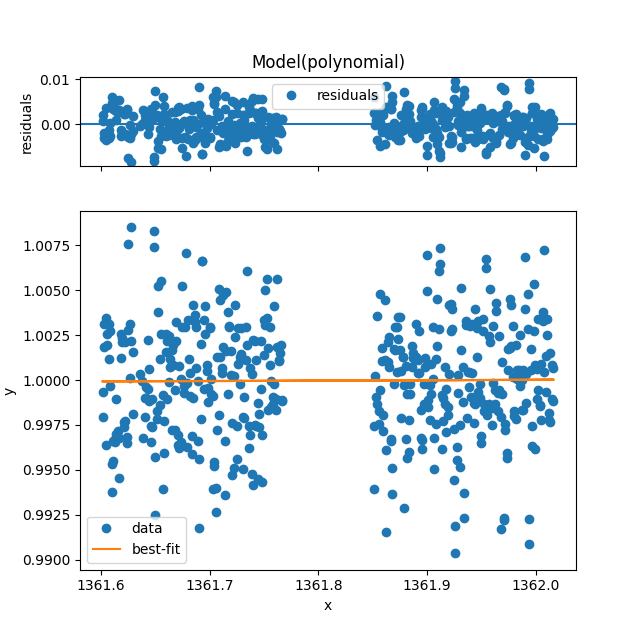 Model(polynomial)
0.01
0.00
residuals
residuals
1.0075
1.0050
1.0025
1.0000
0.9975
0.9950
0.9925
0.9900
y
data
best-fit
1361.6 1361.7 1361.8 1361.9 1362.0
x